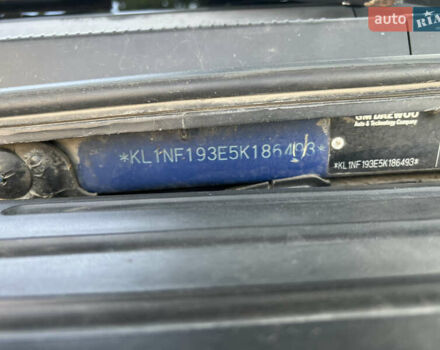 auto RIA
GM DAEWOO
Auto & Technology Company
*KL1NF193E5K186493*
*KL1NF193E5K186493*